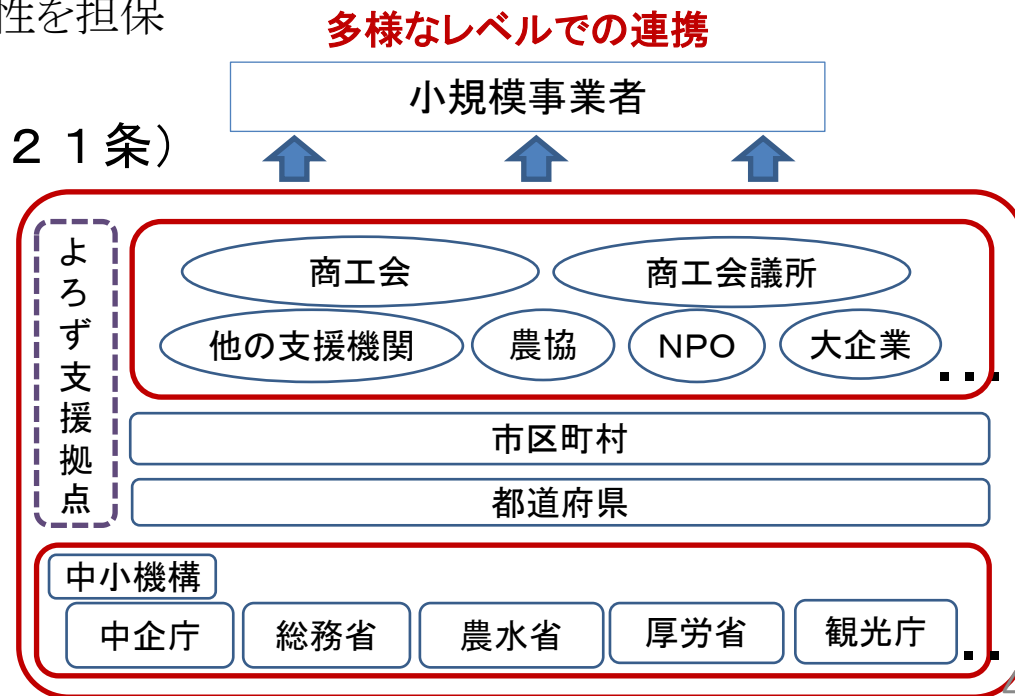 性を担保
多様なレベルでの連携
小規模事業者
２１条）
よろず支援拠点
商工会
商工会議所
他の支援機関
農協
NPO
大企業
…
市区町村
都道府県
中小機構
中企庁
総務省
農水省
厚労省
観光庁
..